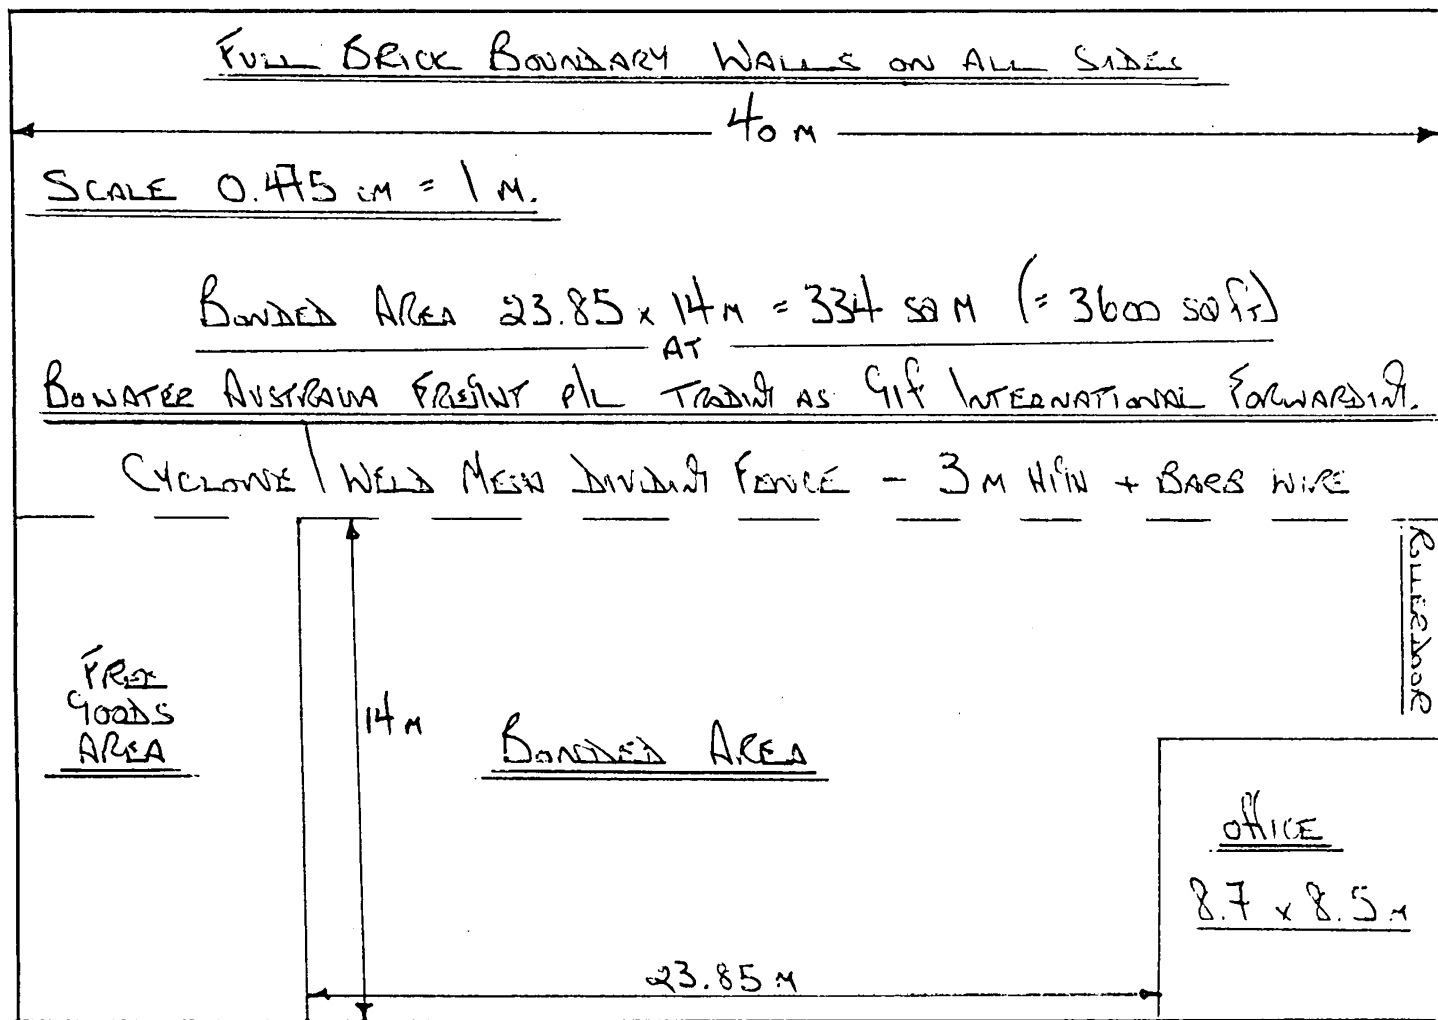 FULL BRICK BOUNDARY WALLS ON ALL SIDES
40 M
SCALE 0.475 CM = 1 M.
BONDED AREA 23.85 x 14 M = 334 SQ M (= 3600 SQ FT)
AT
BOWATER AUSTRALIA FREIGHT P/L TRADING AS GIF INTERNATIONAL FORWARDING.
CYCLONE / WELD MESH DIVIDING FENCE - 3 M HIGH + BARB WIRE
ROLLERDOOR
FREE
GOODS
AREA
14 M
BONDED AREA
OFFICE
8.7 x 8.5 M
23.85 M